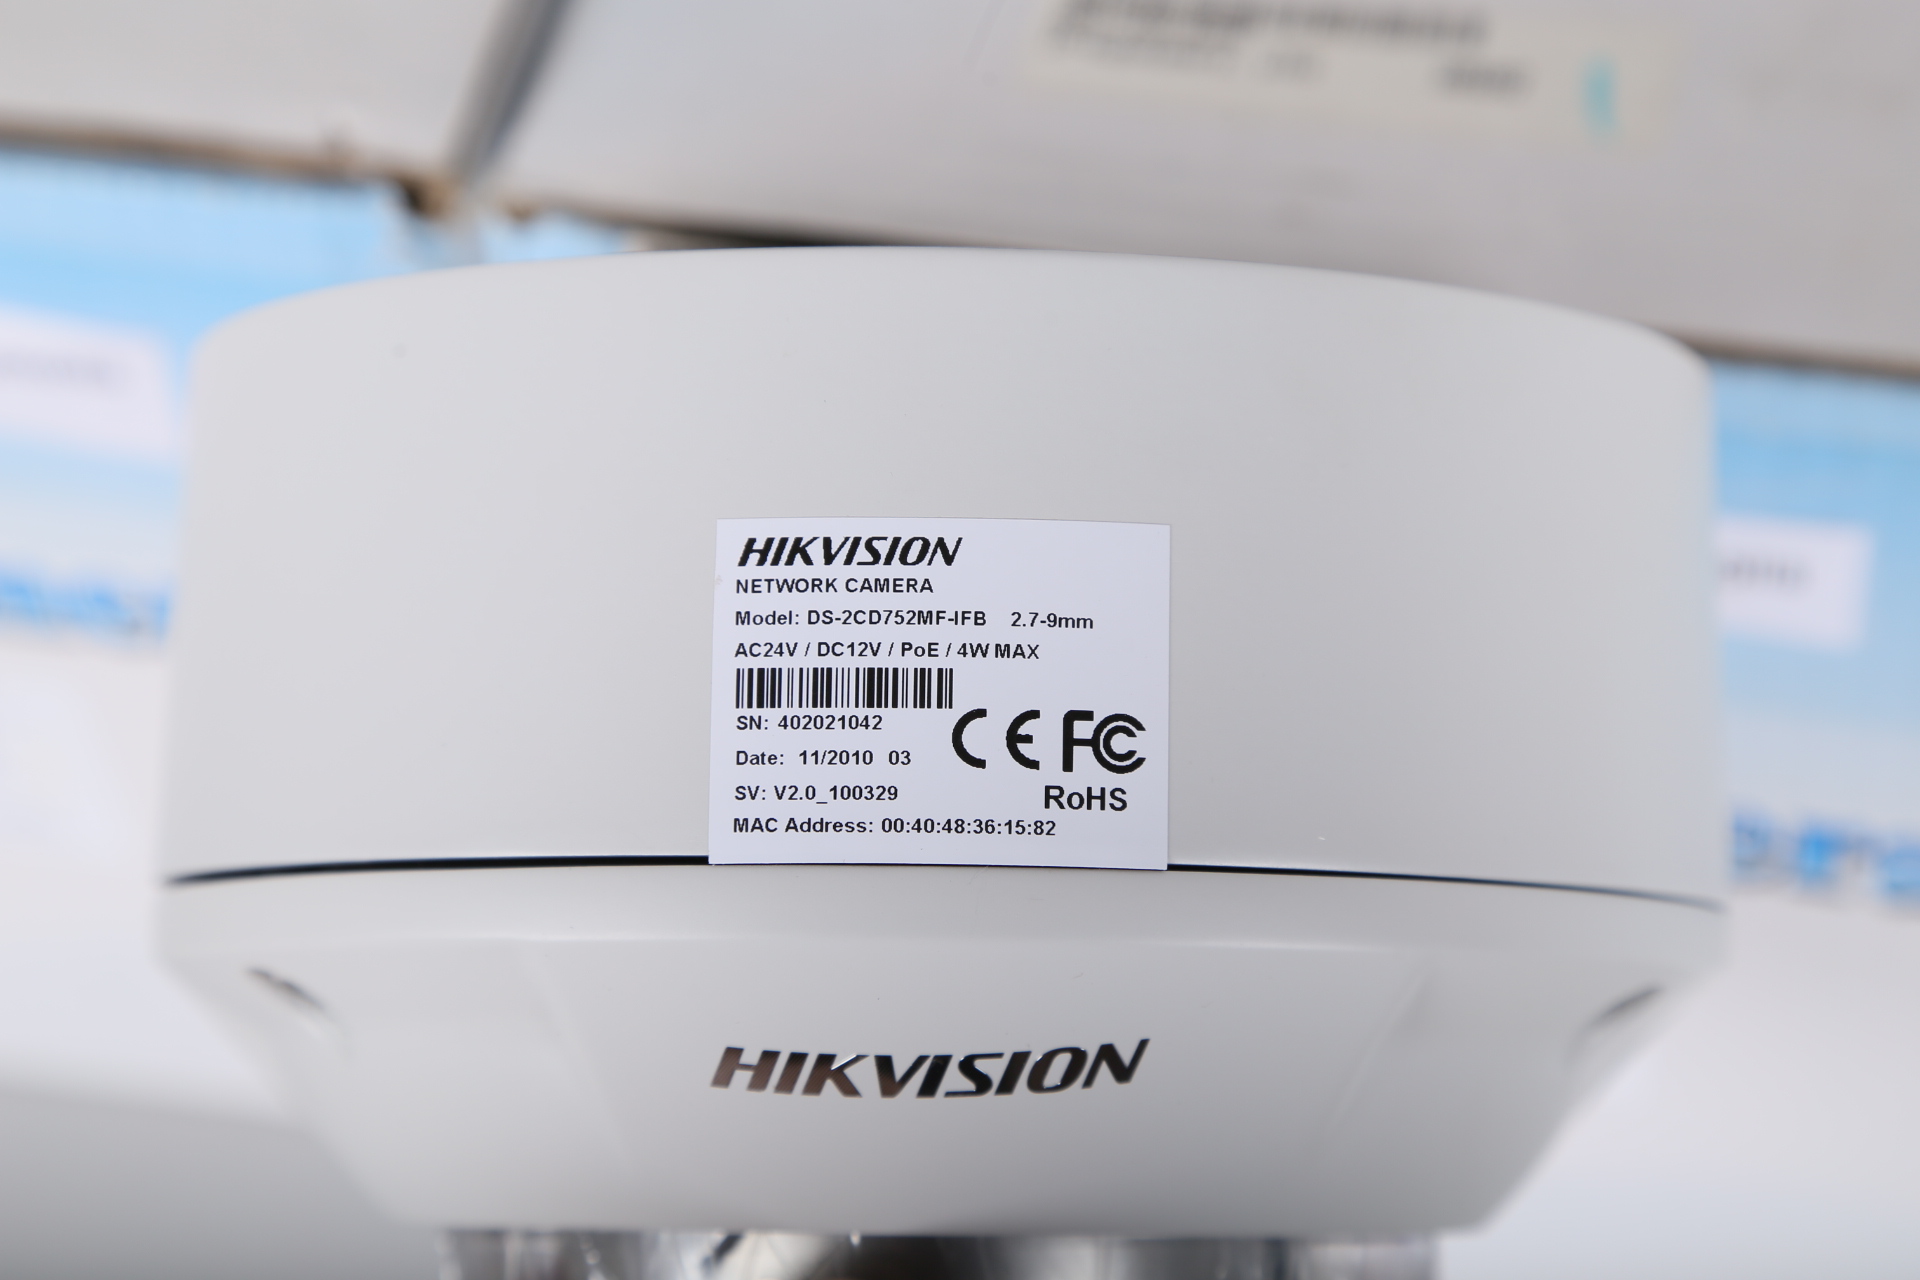 HIKVISION
NETWORK CAMERA
Model: DS-2CD752MF-IFB 2.7-9mm
AC24V / DC12V / PoE / 4W MAX
SN: 402021042
Date: 11/2010 03
SV: V2.0_100329
MAC Address: 00:40:48:36:15:82
CE FC
RoHS
HIKVISION